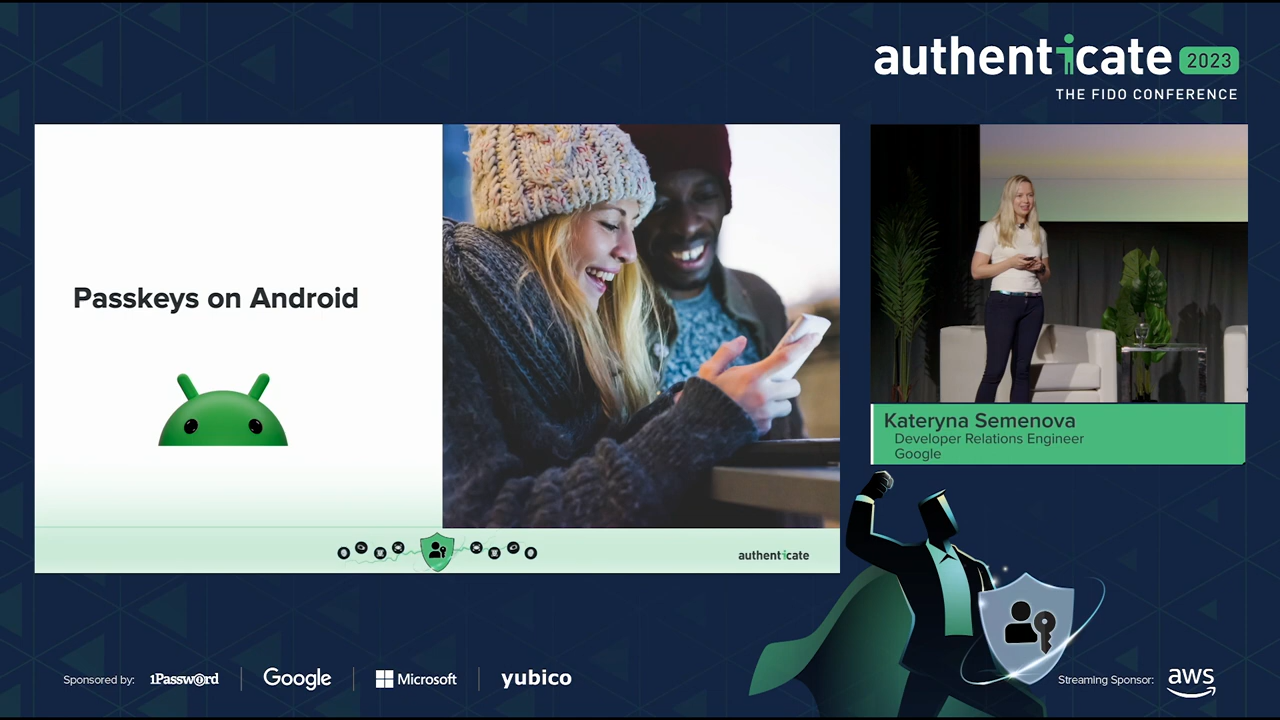 authenticate 2023
THE FIDO CONFERENCE
Passkeys on Android
authenticate
Kateryna Semenova
Developer Relations Engineer
Google
Sponsored by: 1Password Google Microsoft yubico
Streaming Sponsor: aws